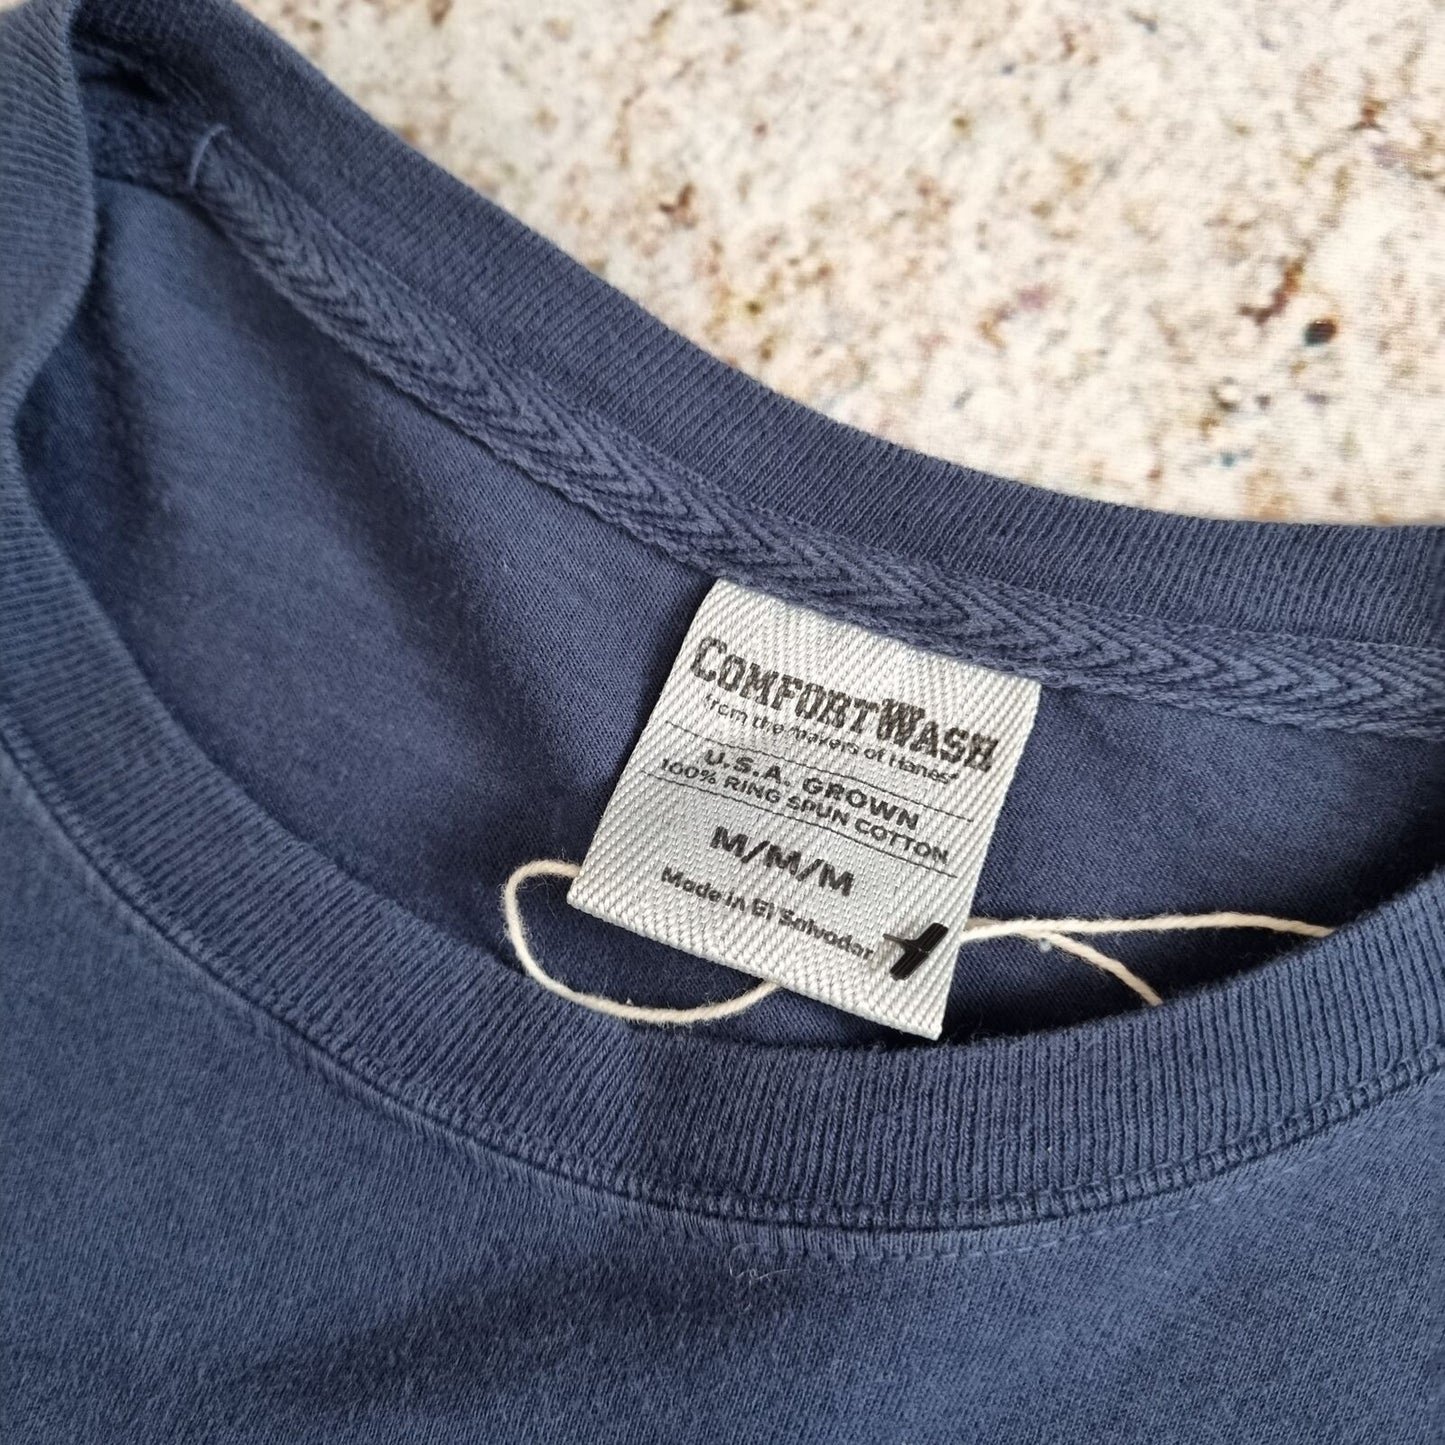 COMFORTWASH
from the makers of Hanes®
U.S.A. GROWN
100% RING SPUN COTTON
M/M/M
Made in El Salvador